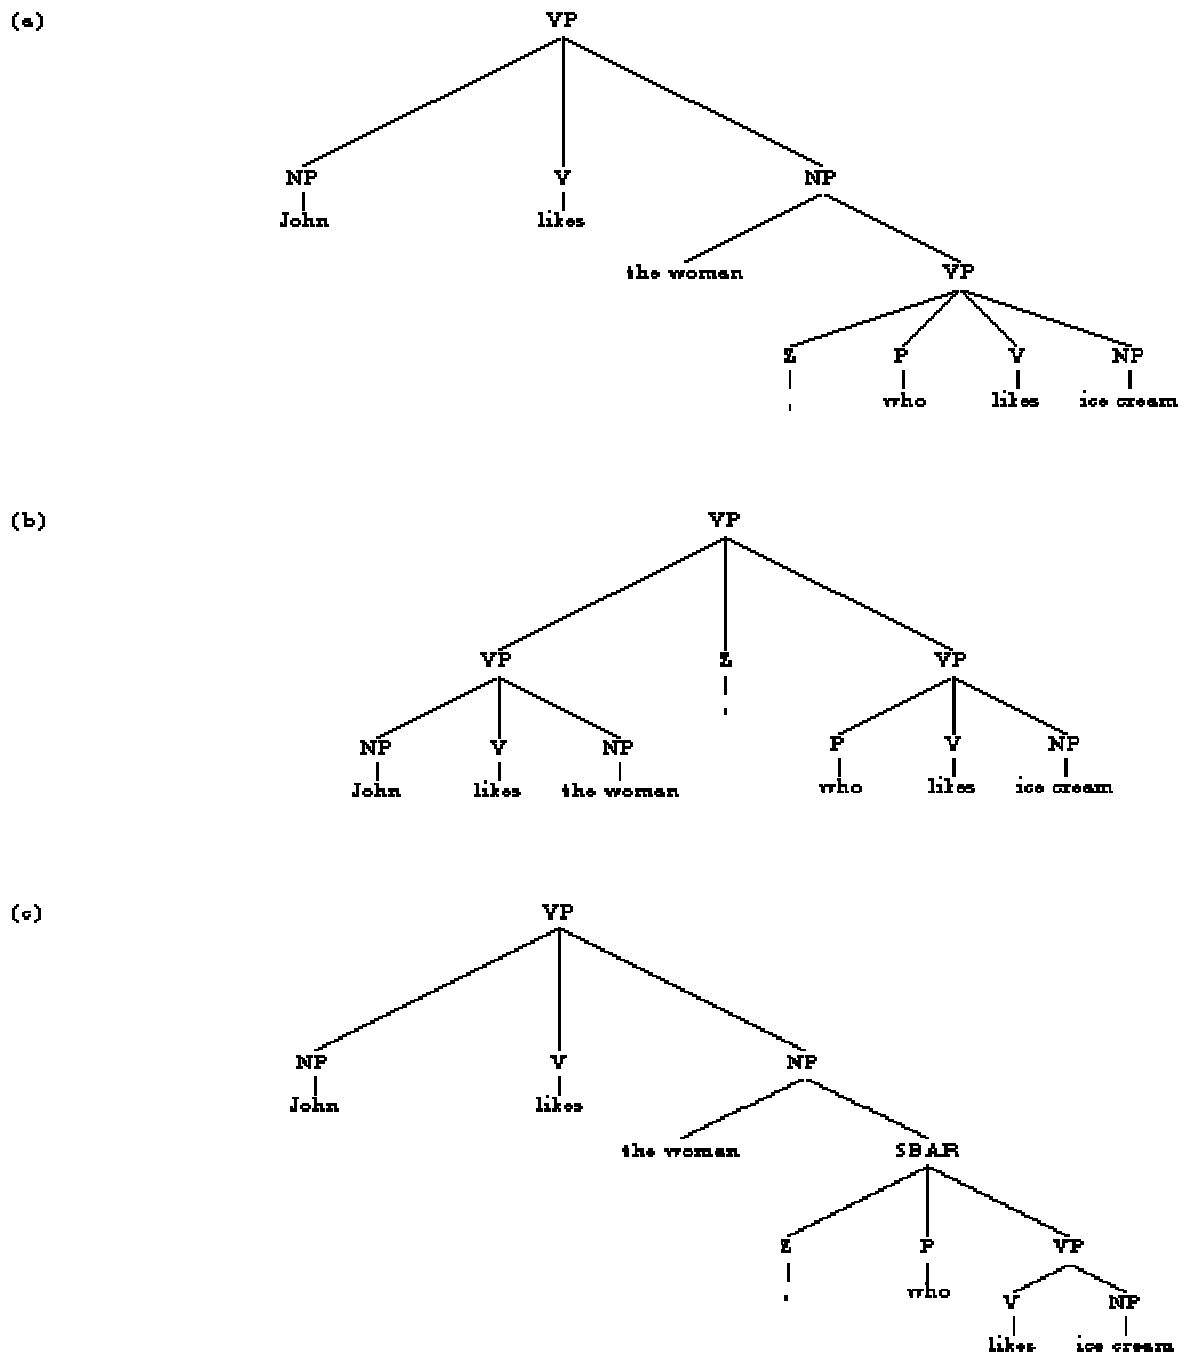 (a)
VP
NP V NP
John likes
the woman VP
Z P V NP
, who likes ice cream
(b)
VP
VP Z VP
,
NP V NP P V NP
John likes the woman who likes ice cream
(c)
VP
NP V NP
John likes
the woman SBAR
Z P VP
, who
V NP
likes ice cream